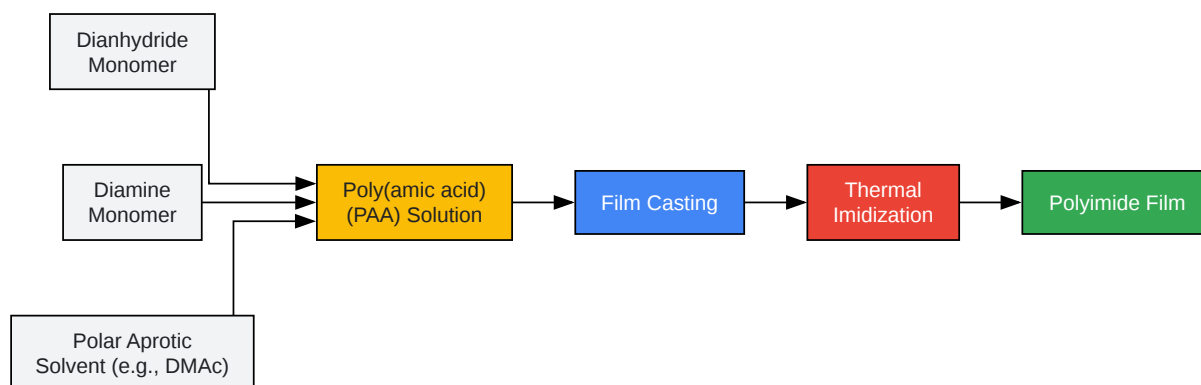 Dianhydride
Monomer
Diamine
Monomer
Poly(amic acid)
(PAA) Solution
Film Casting
Thermal
Imidization
Polyimide Film
Polar Aprotic
Solvent (e.g., DMAc)